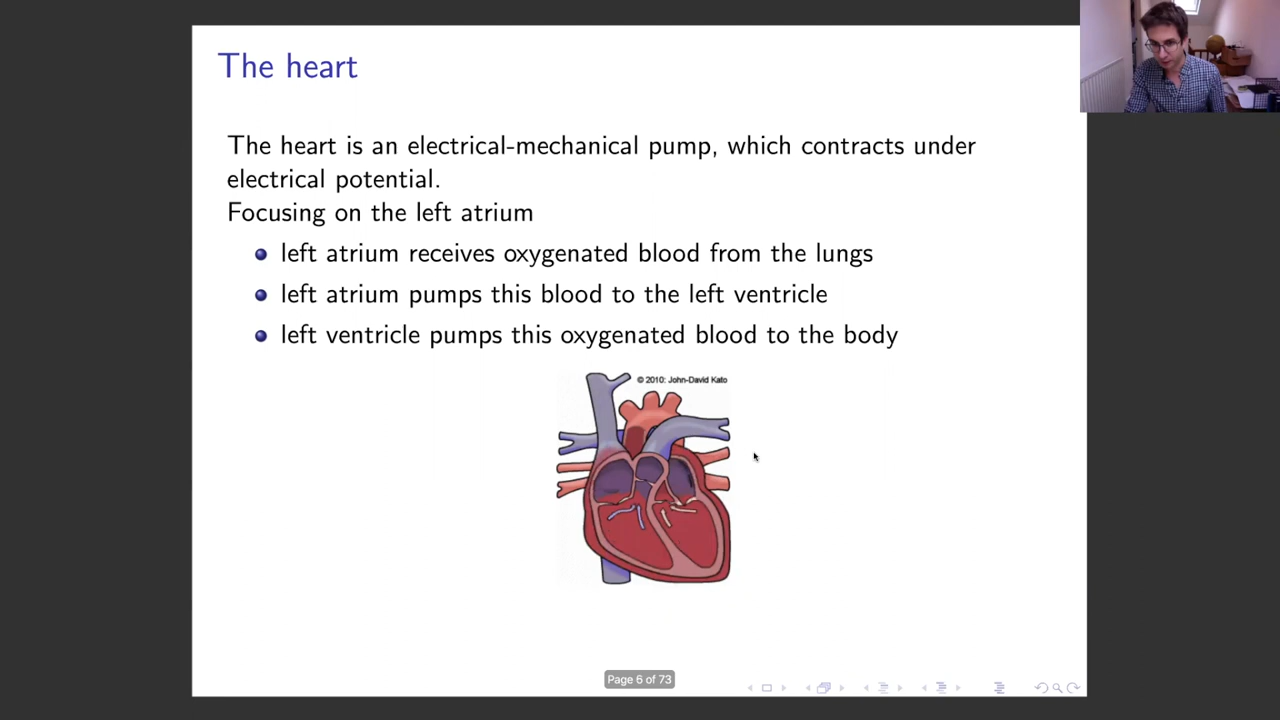 The heart
The heart is an electrical-mechanical pump, which contracts under
electrical potential.
Focusing on the left atrium
left atrium receives oxygenated blood from the lungs
left atrium pumps this blood to the left ventricle
left ventricle pumps this oxygenated blood to the body
© 2010: John-David Kato
Page 6 of 73